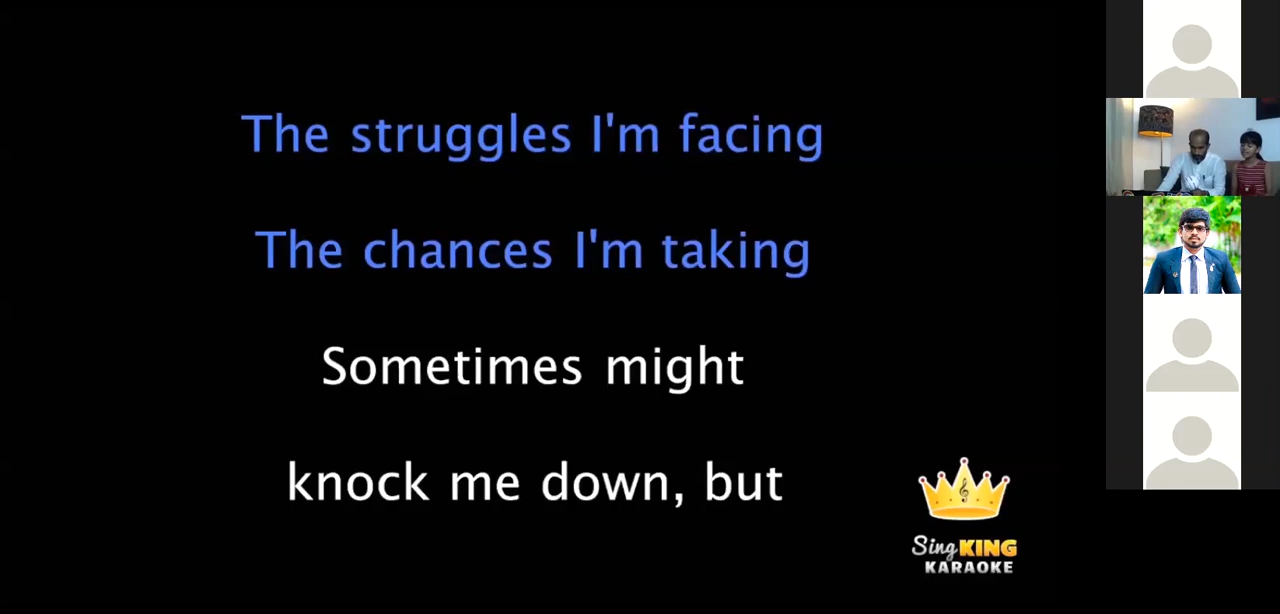 The struggles I'm facing
The chances I'm taking
Sometimes might
knock me down, but
Sing KING
KARAOKE